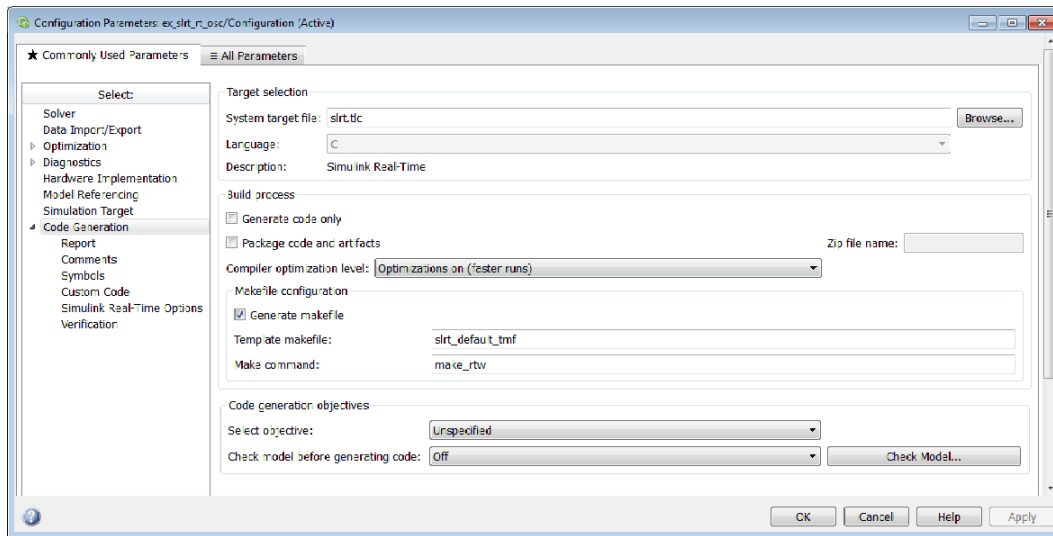 Configuration Parameters: ex_slrt_rt_osc/Configuration (Active)
★ Commonly Used Parameters
≡ All Parameters
Select:
Solver
Data Import/Export
Optimization
Diagnostics
Hardware Implementation
Model Referencing
Simulation Target
Code Generation
Report
Comments
Symbols
Custom Code
Simulink Real-Time Options
Verification
Target selection
System target file: slrt.tlc Browse...
Language: C
Description: Simulink Real-Time
Build process
Generate code only
Package code and artifacts Zip file name:
Compiler optimization level: Optimizations on (faster runs)
Makefile configuration
Generate makefile
Template makefile: slrt_default_tmf
Make command: make_rtw
Code generation objectives
Select objective: Unspecified
Check model before generating code: Off Check Model...
OK Cancel Help Apply